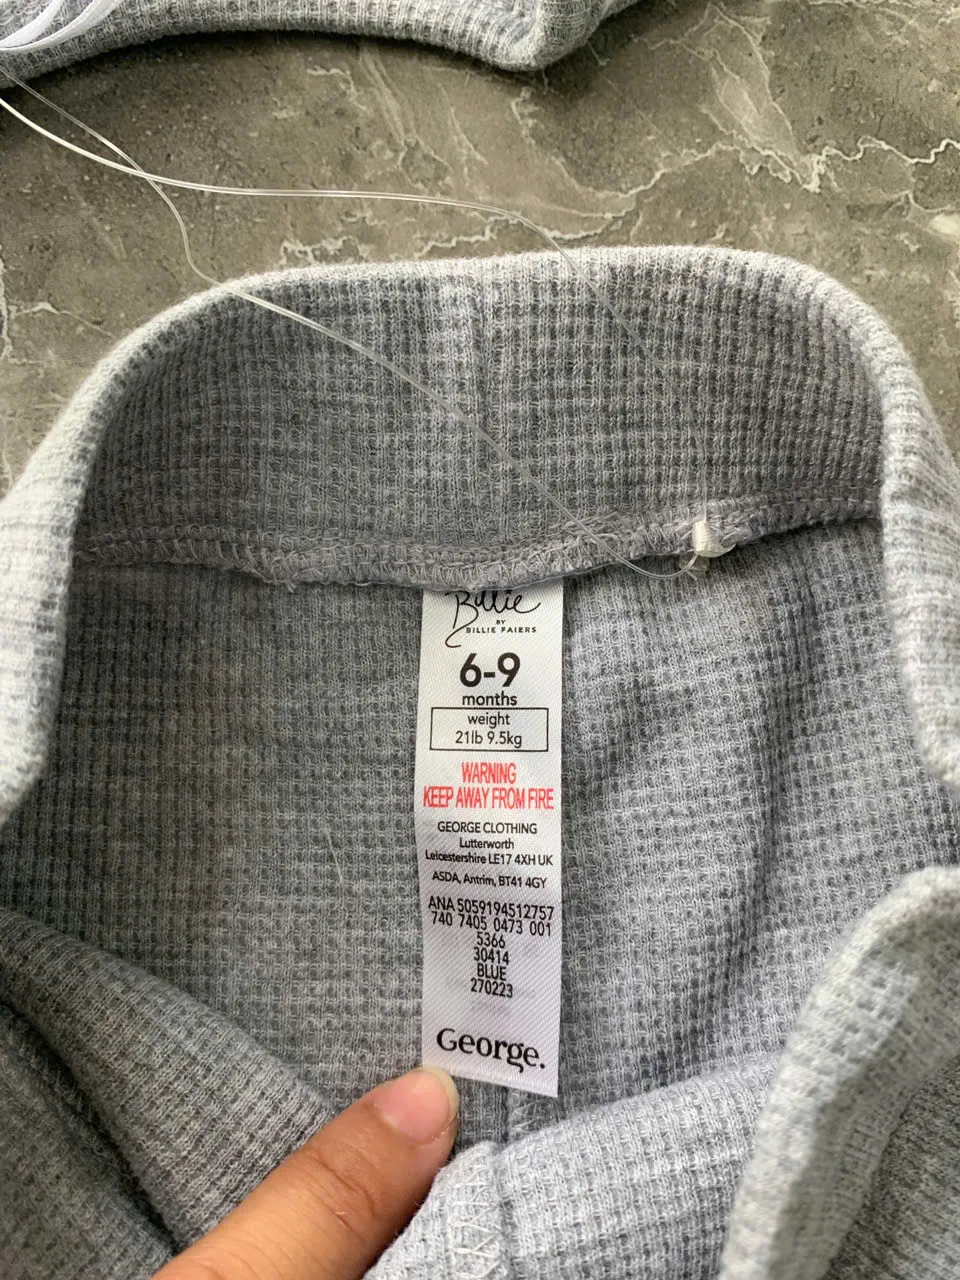 Billie
BY
BILLIE FAIERS
6-9
months
weight
21lb 9.5kg
WARNING
KEEP AWAY FROM FIRE
GEORGE CLOTHING
Lutterworth
Leicestershire LE17 4XH UK
ASDA, Antrim, BT41 4GY
ANA 5059194512757
740 7405 0473 001
5366
30414
BLUE
270223
George.